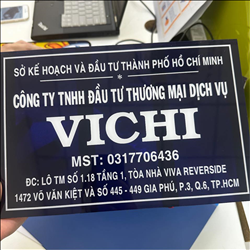 SỞ KẾ HOẠCH VÀ ĐẦU TƯ THÀNH PHỐ HỒ CHÍ MINH
*
CÔNG TY TNHH ĐẦU TƯ THƯƠNG MẠI DỊCH VỤ
VICHI
MST: 0317706436
ĐC: LÔ TM SỐ 1.18 TẦNG 1, TÒA NHÀ VIVA REVERSIDE
1472 VÕ VĂN KIỆT VÀ SỐ 445 - 449 GIA PHÚ, P.3, Q.6, TP.HCM